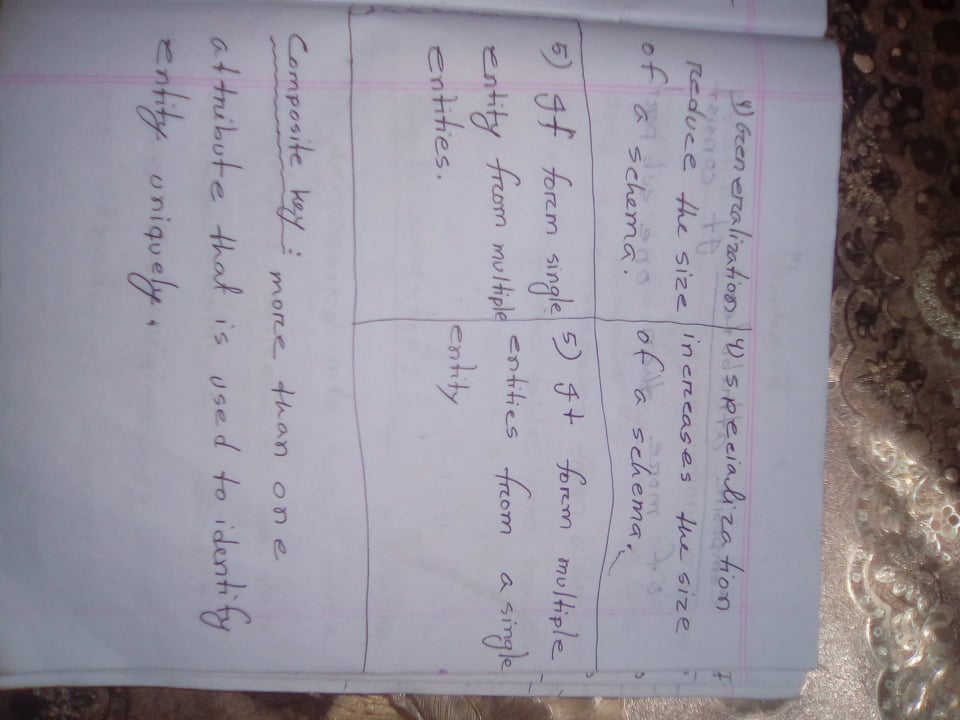 4) Generalization
reduce the size
of a schema.
4) specialization
increases the size
of a schema.
5) It form single
entity from multiple
entities.
5) It form multiple
entities from a single
entity
Composite key : more than one
attribute that is used to identify
entity uniquely.